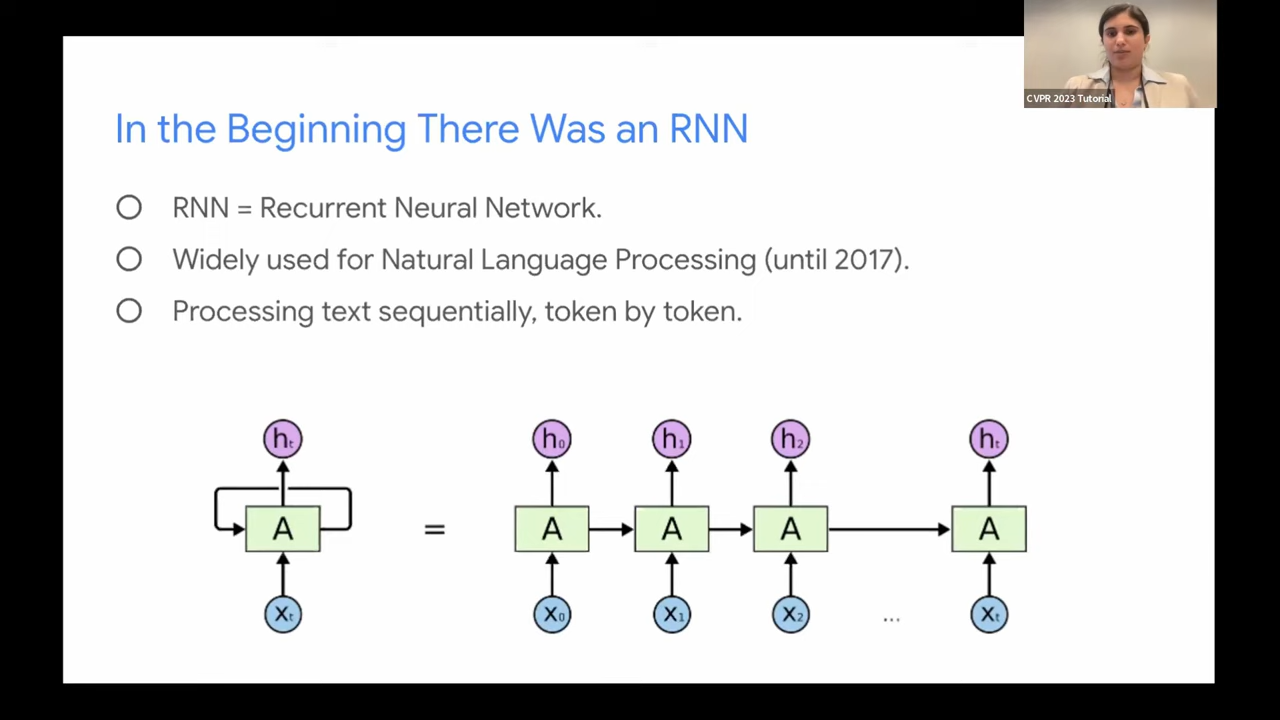 CVPR 2023 Tutorial
In the Beginning There Was an RNN
RNN = Recurrent Neural Network.
Widely used for Natural Language Processing (until 2017).
Processing text sequentially, token by token.
hₜ h₀ h₁ h₂ hₜ
A = A A A A
xₜ x₀ x₁ x₂ ... xₜ